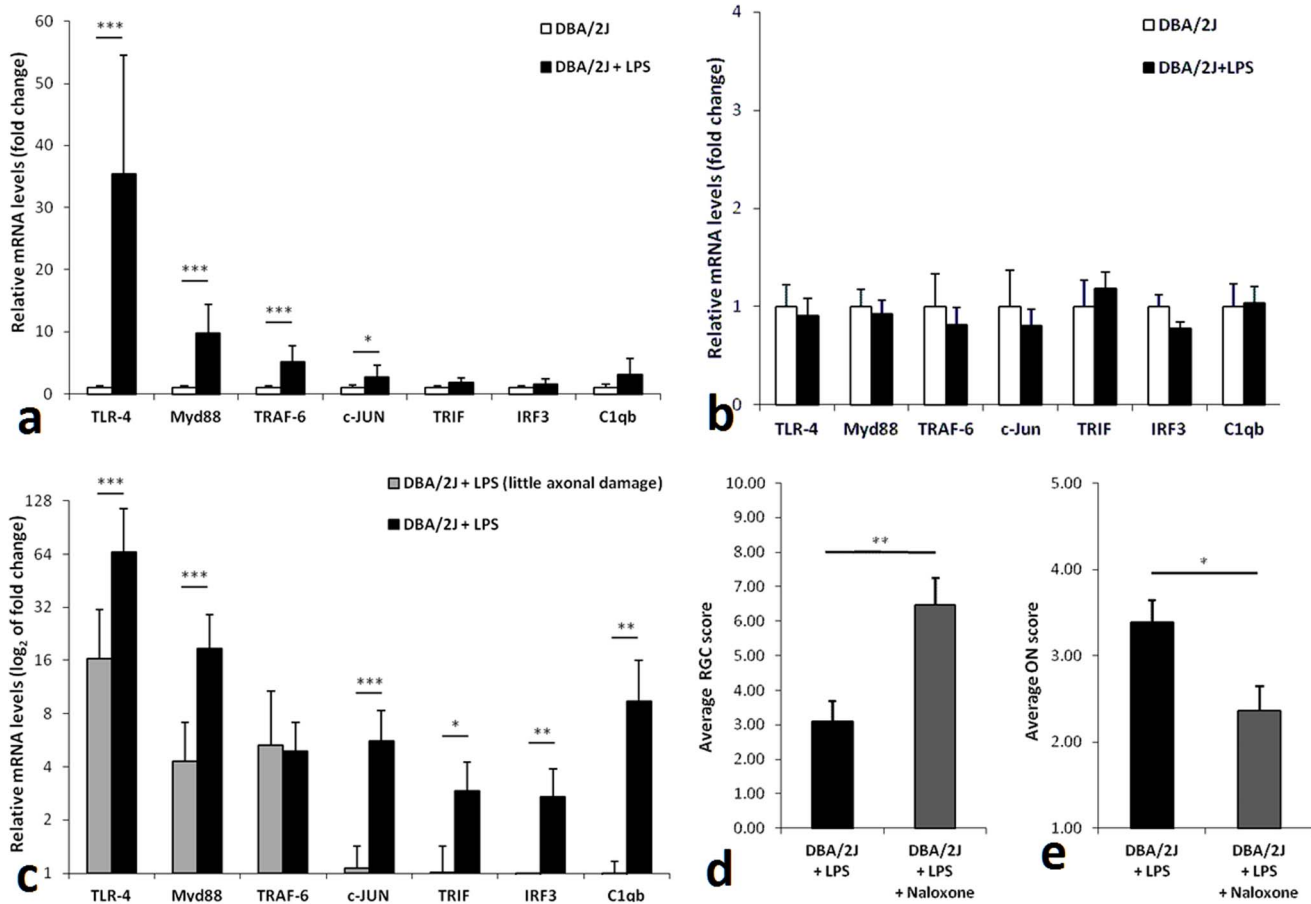 Relative mRNA levels (fold change)
60
50
40
30
20
10
0
***
***
***
*
DBA/2J
DBA/2J + LPS
TLR-4 Myd88 TRAF-6 c-JUN TRIF IRF3 C1qb
a
Relative mRNA levels (fold change)
4
3
2
1
0
DBA/2J
DBA/2J+LPS
TLR-4 Myd88 TRAF-6 c-Jun TRIF IRF3 C1qb
b
Relative mRNA levels (log₂ of fold change)
128
64
32
16
8
4
2
1
***
***
***
*
**
**
DBA/2J + LPS (little axonal damage)
DBA/2J + LPS
TLR-4 Myd88 TRAF-6 c-JUN TRIF IRF3 C1qb
c
Average RGC score
10.00
9.00
8.00
7.00
6.00
5.00
4.00
3.00
2.00
1.00
0.00
**
DBA/2J
+ LPS
DBA/2J
+ LPS
+ Naloxone
d
Average ON score
5.00
4.00
3.00
2.00
1.00
*
DBA/2J
+ LPS
DBA/2J
+ LPS
+ Naloxone
e